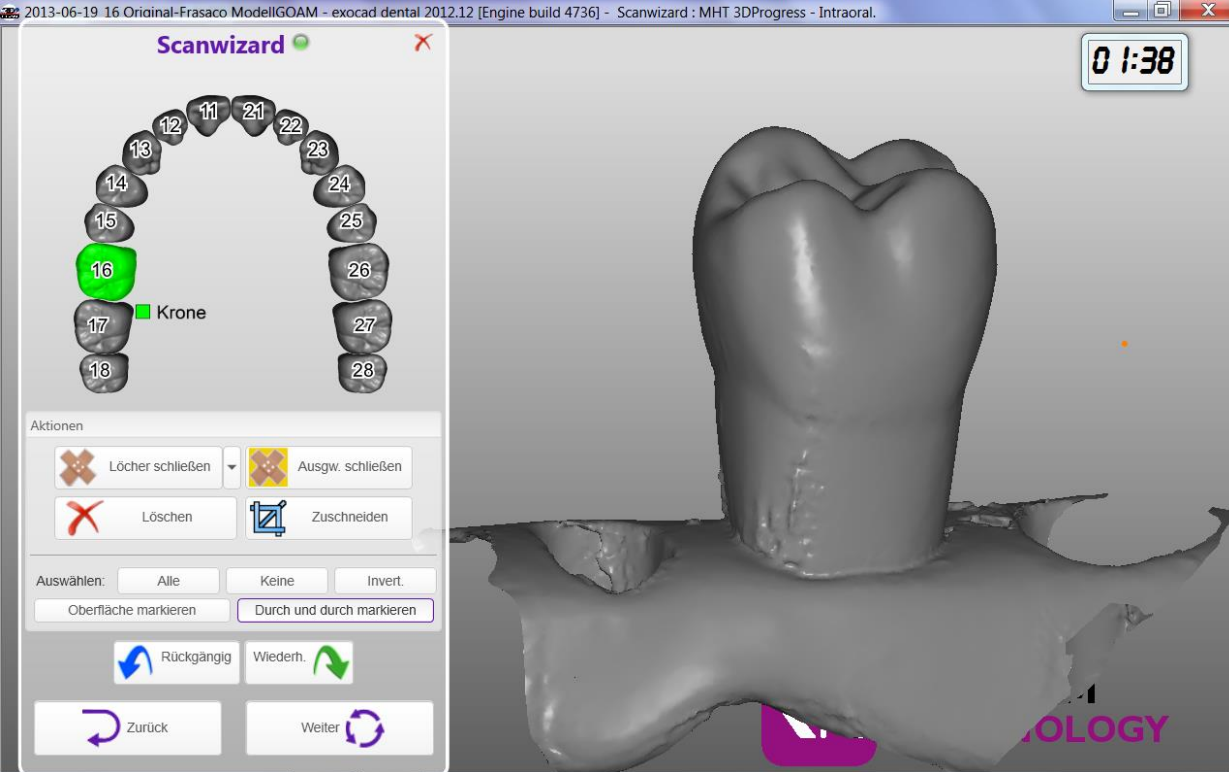 2013-06-19_16 Original-Frasaco ModellGOAM - exocad dental 2012.12 [Engine build 4736] - Scanwizard : MHT 3DProgress - Intraoral.
Scanwizard
01:38
11 21
12 22
13 23
14 24
15 25
16 26
Krone
17 27
18 28
Aktionen
Löcher schließen Ausgw. schließen
Löschen Zuschneiden
Auswählen: Alle Keine Invert.
Oberfläche markieren Durch und durch markieren
Rückgängig Wiederh.
Zurück Weiter